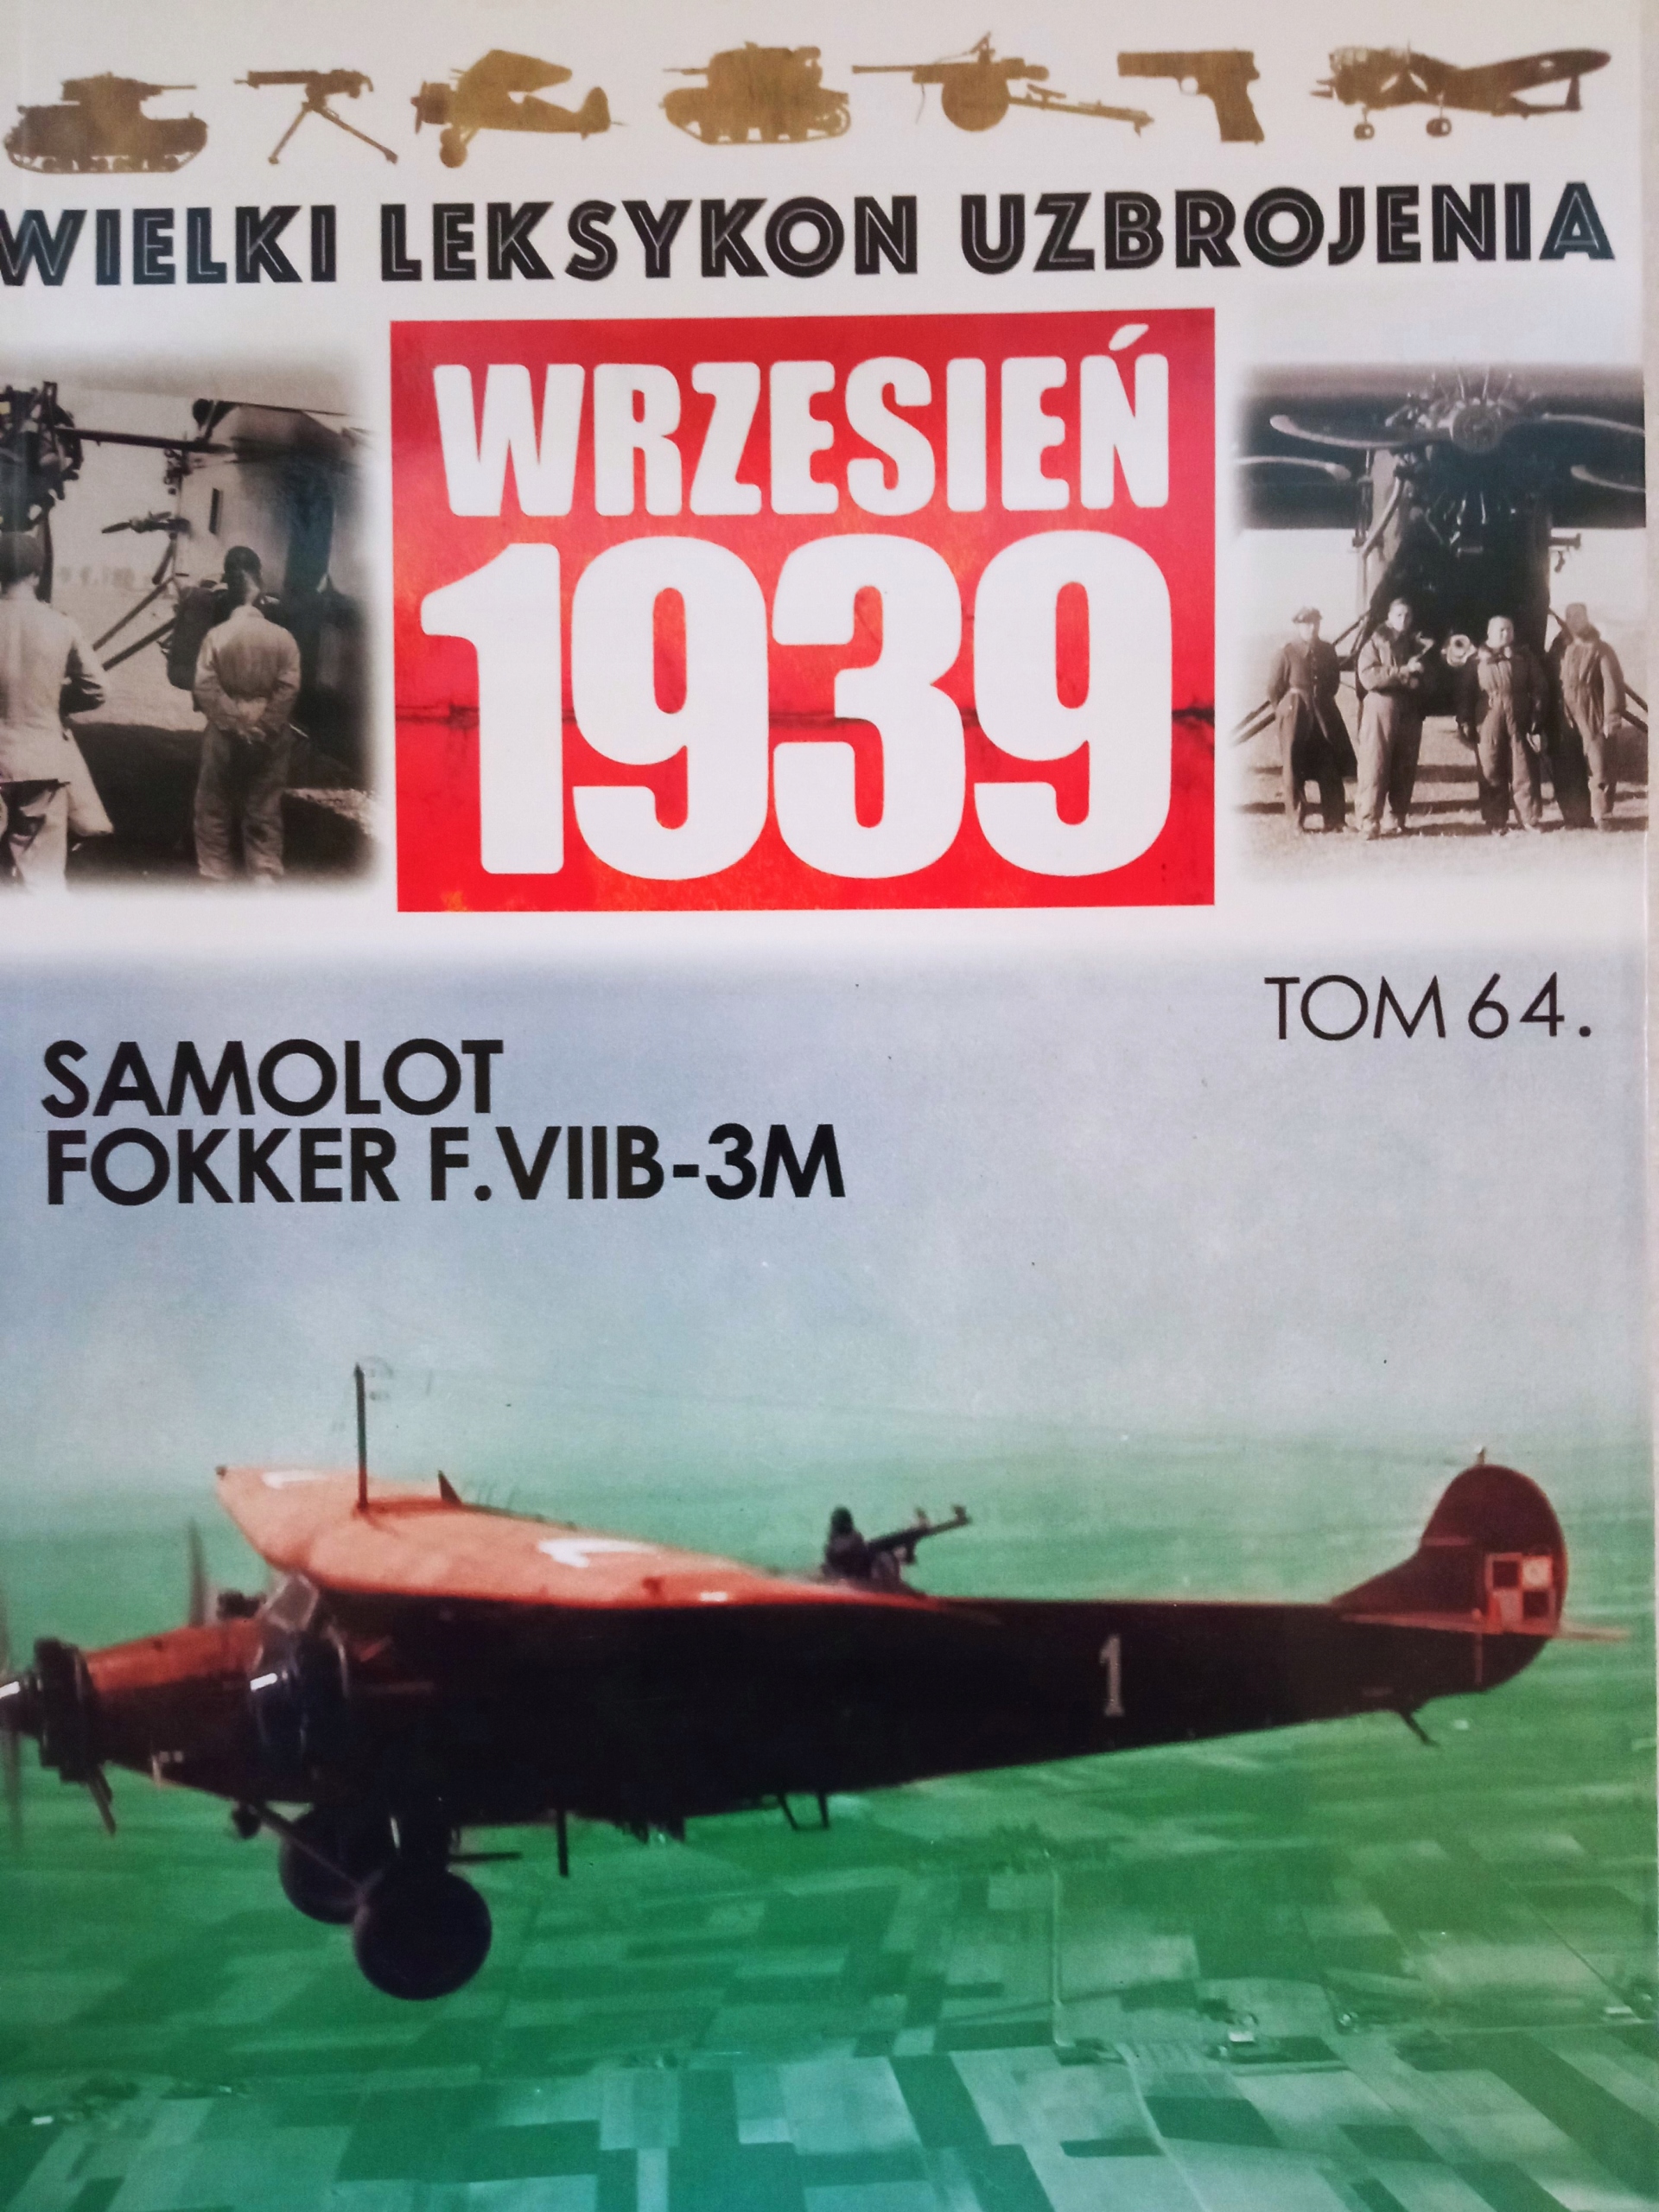 WIELKI LEKSYKON UZBROJENIA
WRZESIEŃ
1939
TOM 64.
SAMOLOT
FOKKER F.VIIB-3M
1